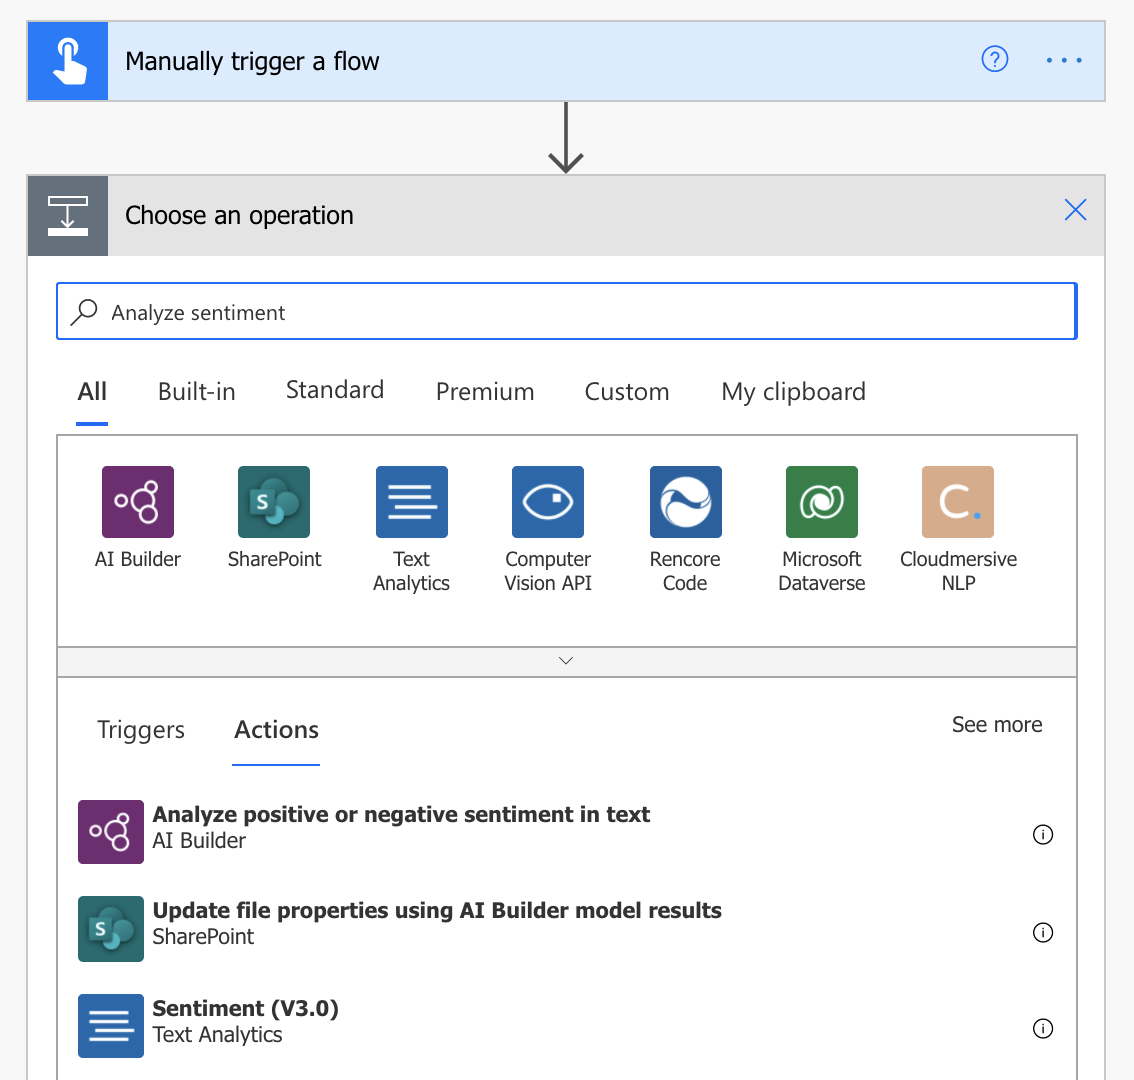 Manually trigger a flow
?
Choose an operation
Analyze sentiment
All Built-in Standard Premium Custom My clipboard
S
C.
AI Builder SharePoint Text Computer Rencore Microsoft Cloudmersive
Analytics Vision API Code Dataverse NLP
Triggers Actions See more
Analyze positive or negative sentiment in text
AI Builder
Update file properties using AI Builder model results
S
SharePoint
Sentiment (V3.0)
Text Analytics